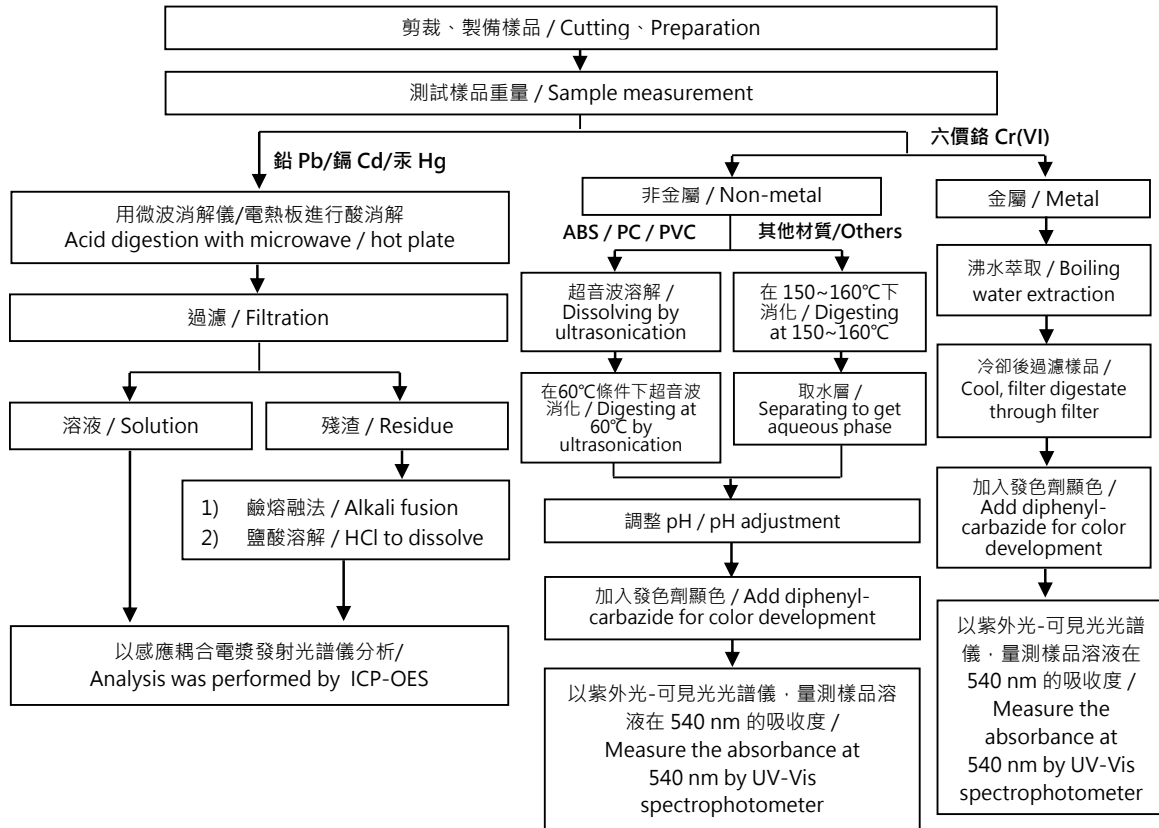 剪裁、製備樣品 / Cutting、Preparation
測試樣品重量 / Sample measurement
鉛 Pb/鎘 Cd/汞 Hg
六價鉻 Cr(VI)
用微波消解儀/電熱板進行酸消解
Acid digestion with microwave / hot plate
過濾 / Filtration
溶液 / Solution
殘渣 / Residue
1) 鹼熔融法 / Alkali fusion
2) 鹽酸溶解 / HCl to dissolve
以感應耦合電漿發射光譜儀分析/
Analysis was performed by ICP-OES
非金屬 / Non-metal
ABS / PC / PVC
其他材質/Others
超音波溶解 /
Dissolving by
ultrasonication
在60℃條件下超音波
消化 / Digesting at
60℃ by
ultrasonication
在 150~160℃下
消化 / Digesting
at 150~160℃
取水層 /
Separating to get
aqueous phase
調整 pH / pH adjustment
加入發色劑顯色 / Add diphenyl-
carbazide for color development
以紫外光-可見光光譜儀，量測樣品溶
液在 540 nm 的吸收度 /
Measure the absorbance at
540 nm by UV-Vis
spectrophotometer
金屬 / Metal
沸水萃取 / Boiling
water extraction
冷卻後過濾樣品 /
Cool, filter digestate
through filter
加入發色劑顯色 /
Add diphenyl-
carbazide for color
development
以紫外光-可見光光譜
儀，量測樣品溶液在
540 nm 的吸收度 /
Measure the
absorbance at
540 nm by UV-Vis
spectrophotometer